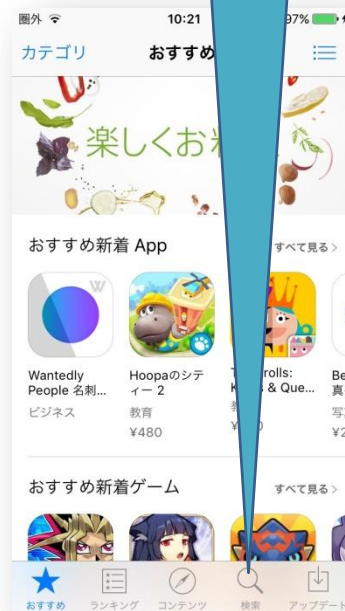 圏外 10:21 97%
カテゴリ おすすめ
楽しくお
おすすめ新着 App すべて見る >
Wantedly Hoopaのシテ rolls: Be
People 名刺... ィー 2 & Que... 真
ビジネス 教育 写
¥480
おすすめ新着ゲーム すべて見る >
おすすめ ランキング コンテンツ 検索 アップデート